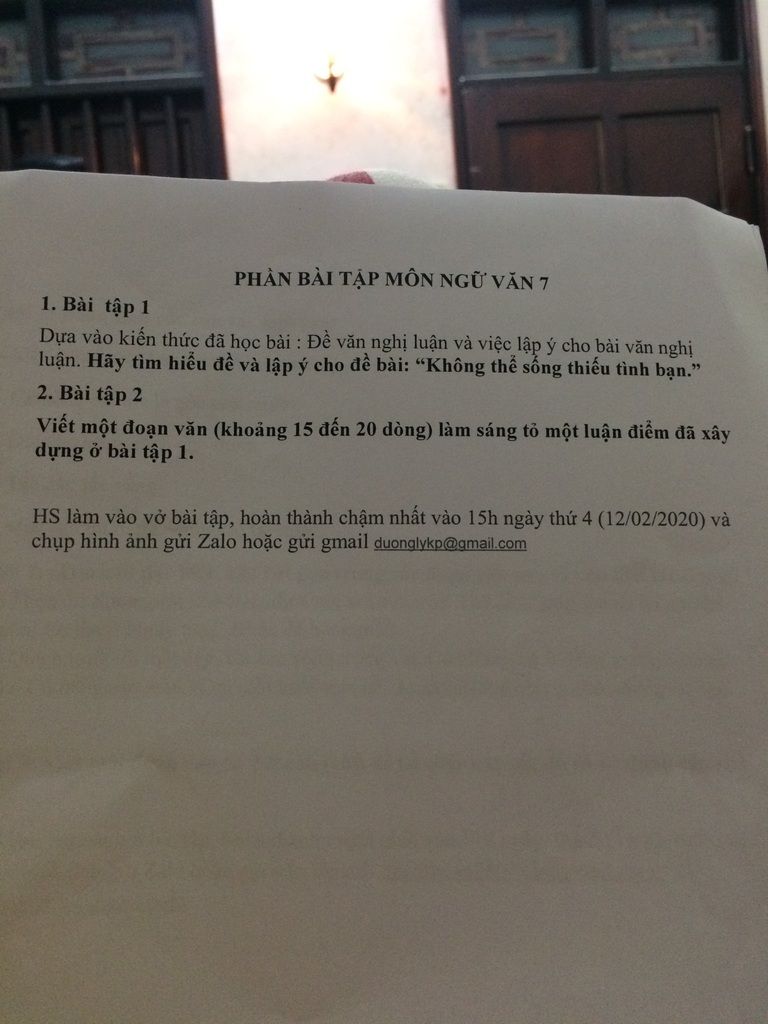 PHẦN BÀI TẬP MÔN NGỮ VĂN 7
1. Bài tập 1
Dựa vào kiến thức đã học bài : Đề văn nghị luận và việc lập ý cho bài văn nghị
luận. Hãy tìm hiểu đề và lập ý cho đề bài: “Không thể sống thiếu tình bạn.”
2. Bài tập 2
Viết một đoạn văn (khoảng 15 đến 20 dòng) làm sáng tỏ một luận điểm đã xây
dựng ở bài tập 1.
HS làm vào vở bài tập, hoàn thành chậm nhất vào 15h ngày thứ 4 (12/02/2020) và
chụp hình ảnh gửi Zalo hoặc gửi gmail duonglykp@gmail.com